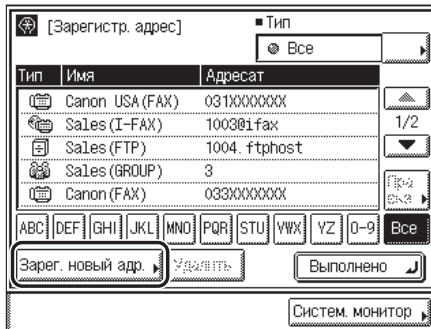 [Зарегистр. адрес]
Тип
Все
Тип Имя Адресат
Canon USA(FAX) 031XXXXXXX
Sales(I-FAX) 1003@ifax
Sales(FTP) 1004.ftphost
Sales(GROUP) 3
Canon(FAX) 033XXXXXXX
1/2
ABC DEF GHI JKL MNO PQR STU VWX YZ 0-9 Все
Зарег. новый адр. Удалить Выполнено
Систем. монитор